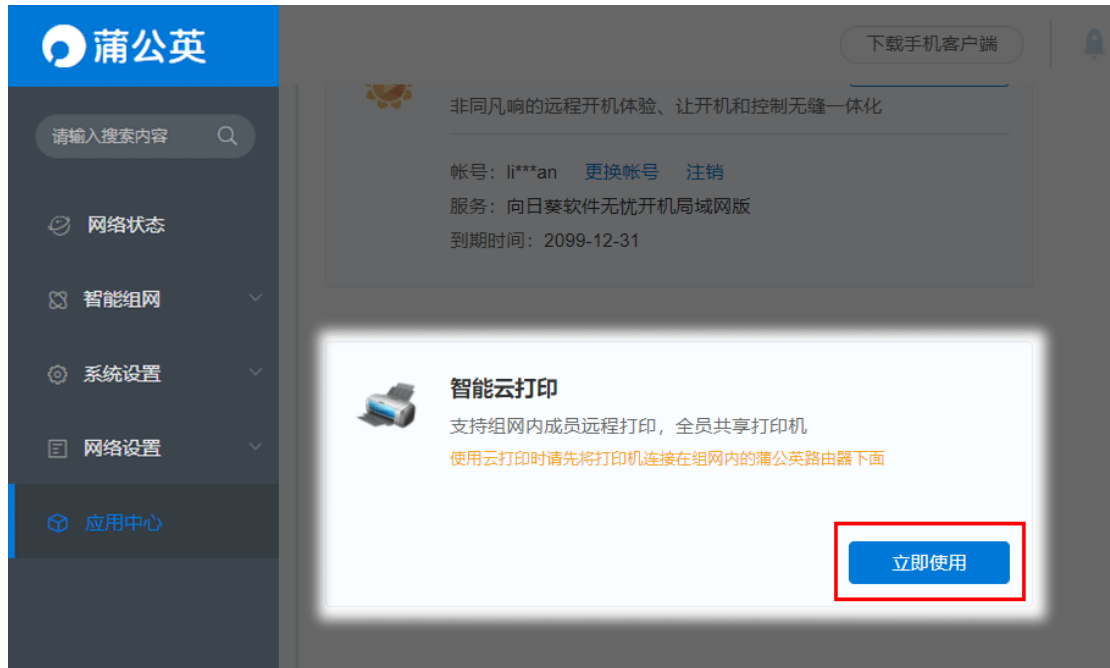 蒲公英
下载手机客户端
请输入搜索内容
网络状态
智能组网
系统设置
网络设置
应用中心
非同凡响的远程开机体验、让开机和控制无缝一体化
帐号：li***an 更换帐号 注销
服务：向日葵软件无忧开机局域网版
到期时间：2099-12-31
智能云打印
支持组网内成员远程打印，全员共享打印机
使用云打印时请先将打印机连接在组网内的蒲公英路由器下面
立即使用